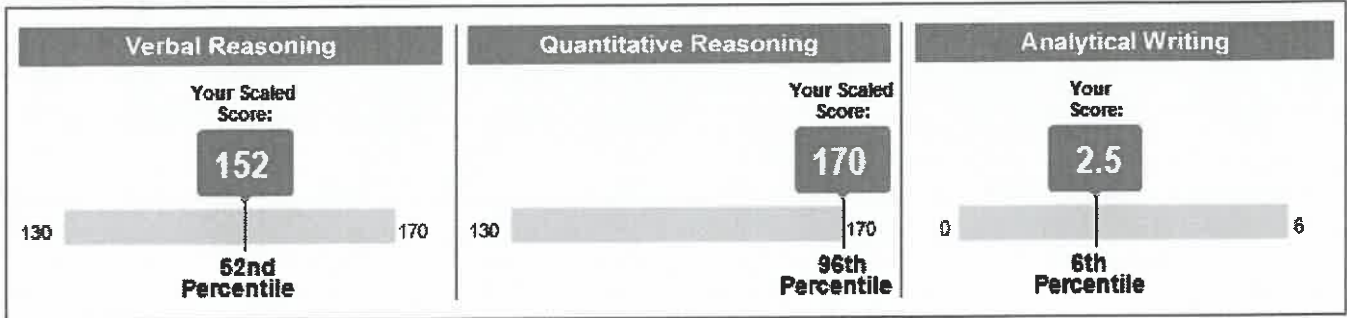 Verbal Reasoning
Your Scaled
Score:
152
130
170
52nd
Percentile
Quantitative Reasoning
Your Scaled
Score:
170
130
170
96th
Percentile
Analytical Writing
Your
Score:
2.5
0
6
6th
Percentile